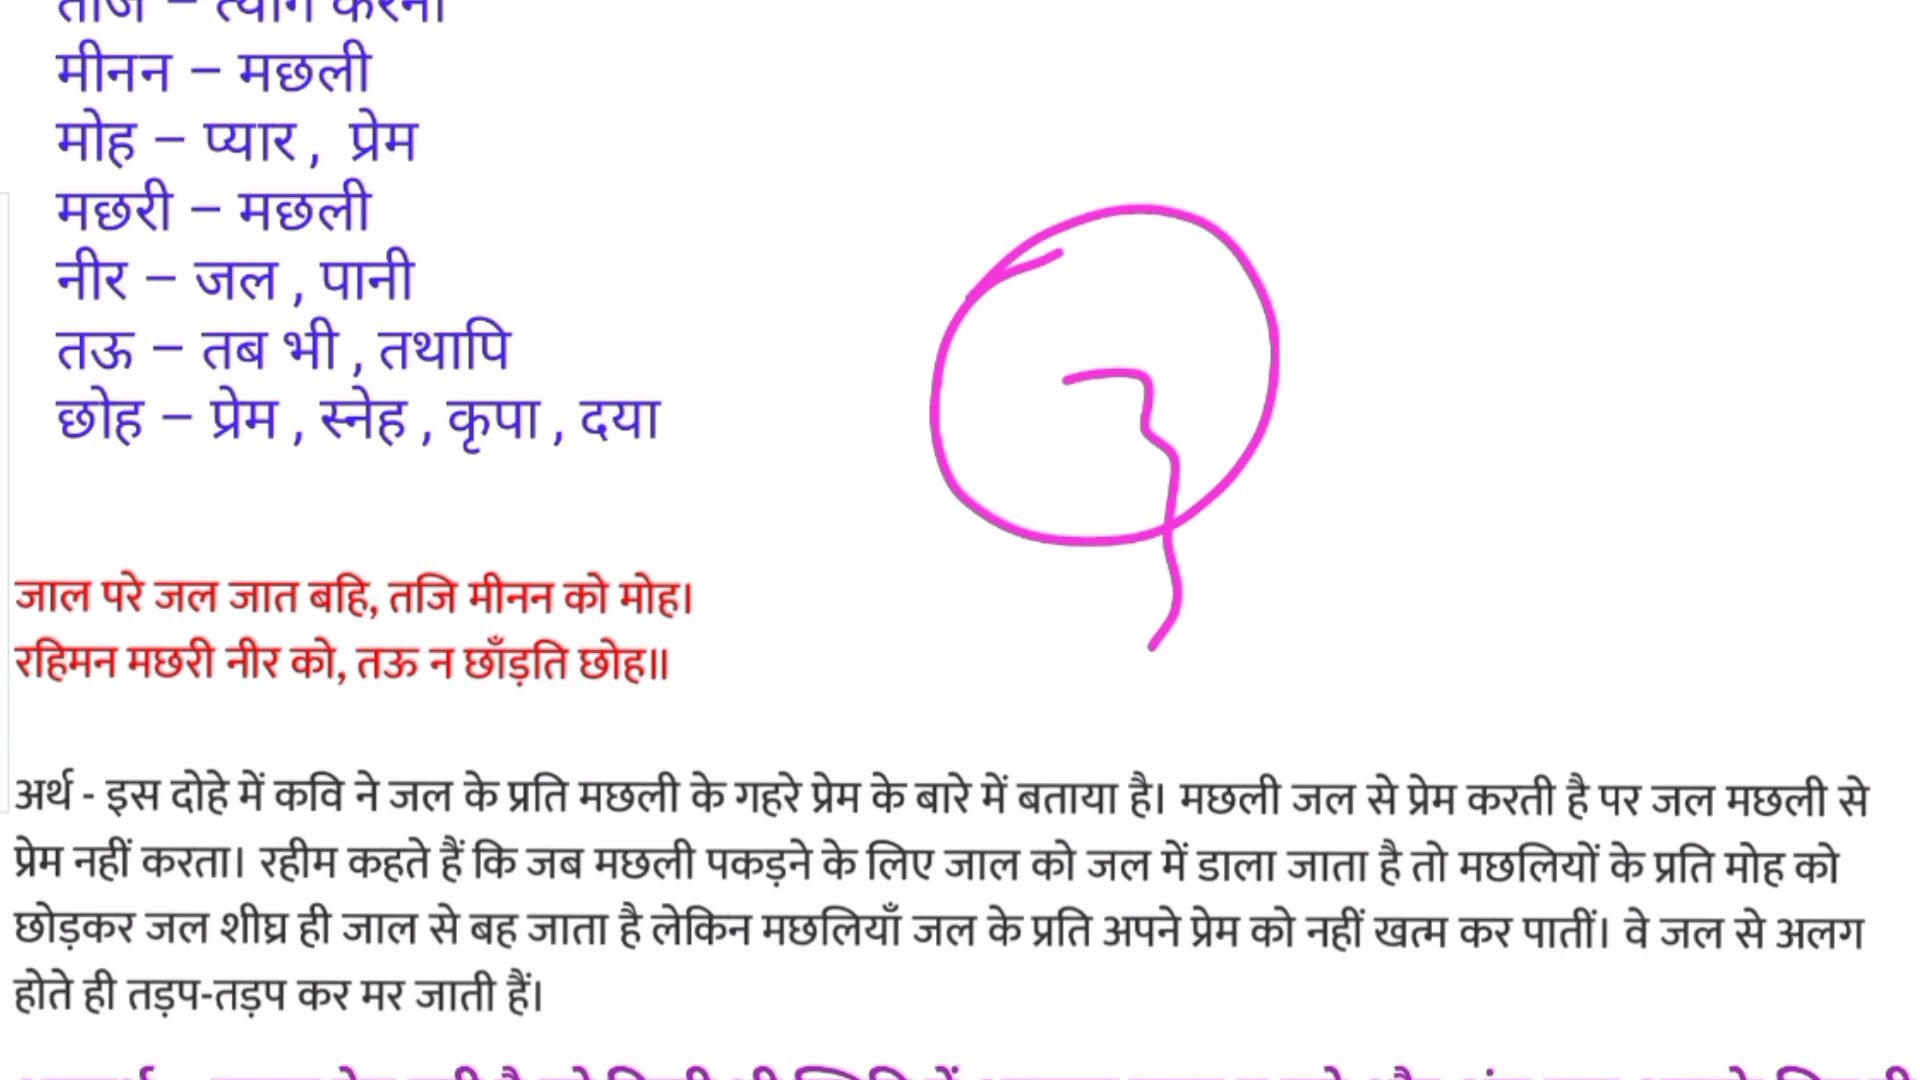 तजि – त्याग करना
मीनन – मछली
मोह – प्यार , प्रेम
मछरी – मछली
नीर – जल , पानी
तऊ – तब भी , तथापि
छोह – प्रेम , स्नेह , कृपा , दया
जाल परे जल जात बहि, तजि मीनन को मोह।
रहिमन मछरी नीर को, तऊ न छाँड़ति छोह॥
अर्थ - इस दोहे में कवि ने जल के प्रति मछली के गहरे प्रेम के बारे में बताया है। मछली जल से प्रेम करती है पर जल मछली से
प्रेम नहीं करता। रहीम कहते हैं कि जब मछली पकड़ने के लिए जाल को जल में डाला जाता है तो मछलियों के प्रति मोह को
छोड़कर जल शीघ्र ही जाल से बह जाता है लेकिन मछलियाँ जल के प्रति अपने प्रेम को नहीं खत्म कर पातीं। वे जल से अलग
होते ही तड़प-तड़प कर मर जाती हैं।